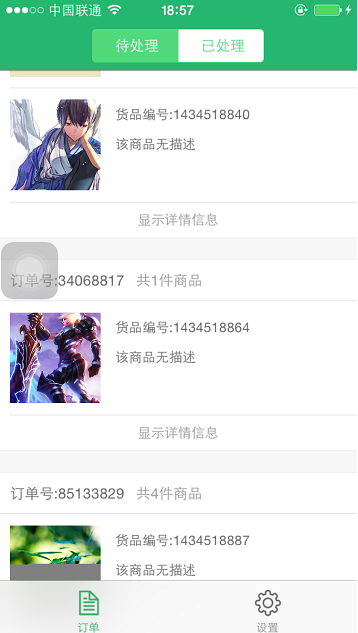 中国联通 18:57
待处理 已处理
货品编号:1434518840
该商品无描述
显示详情信息
订单号:34068817 共1件商品
货品编号:1434518864
该商品无描述
显示详情信息
订单号:85133829 共4件商品
货品编号:1434518887
该商品无描述
订单 设置